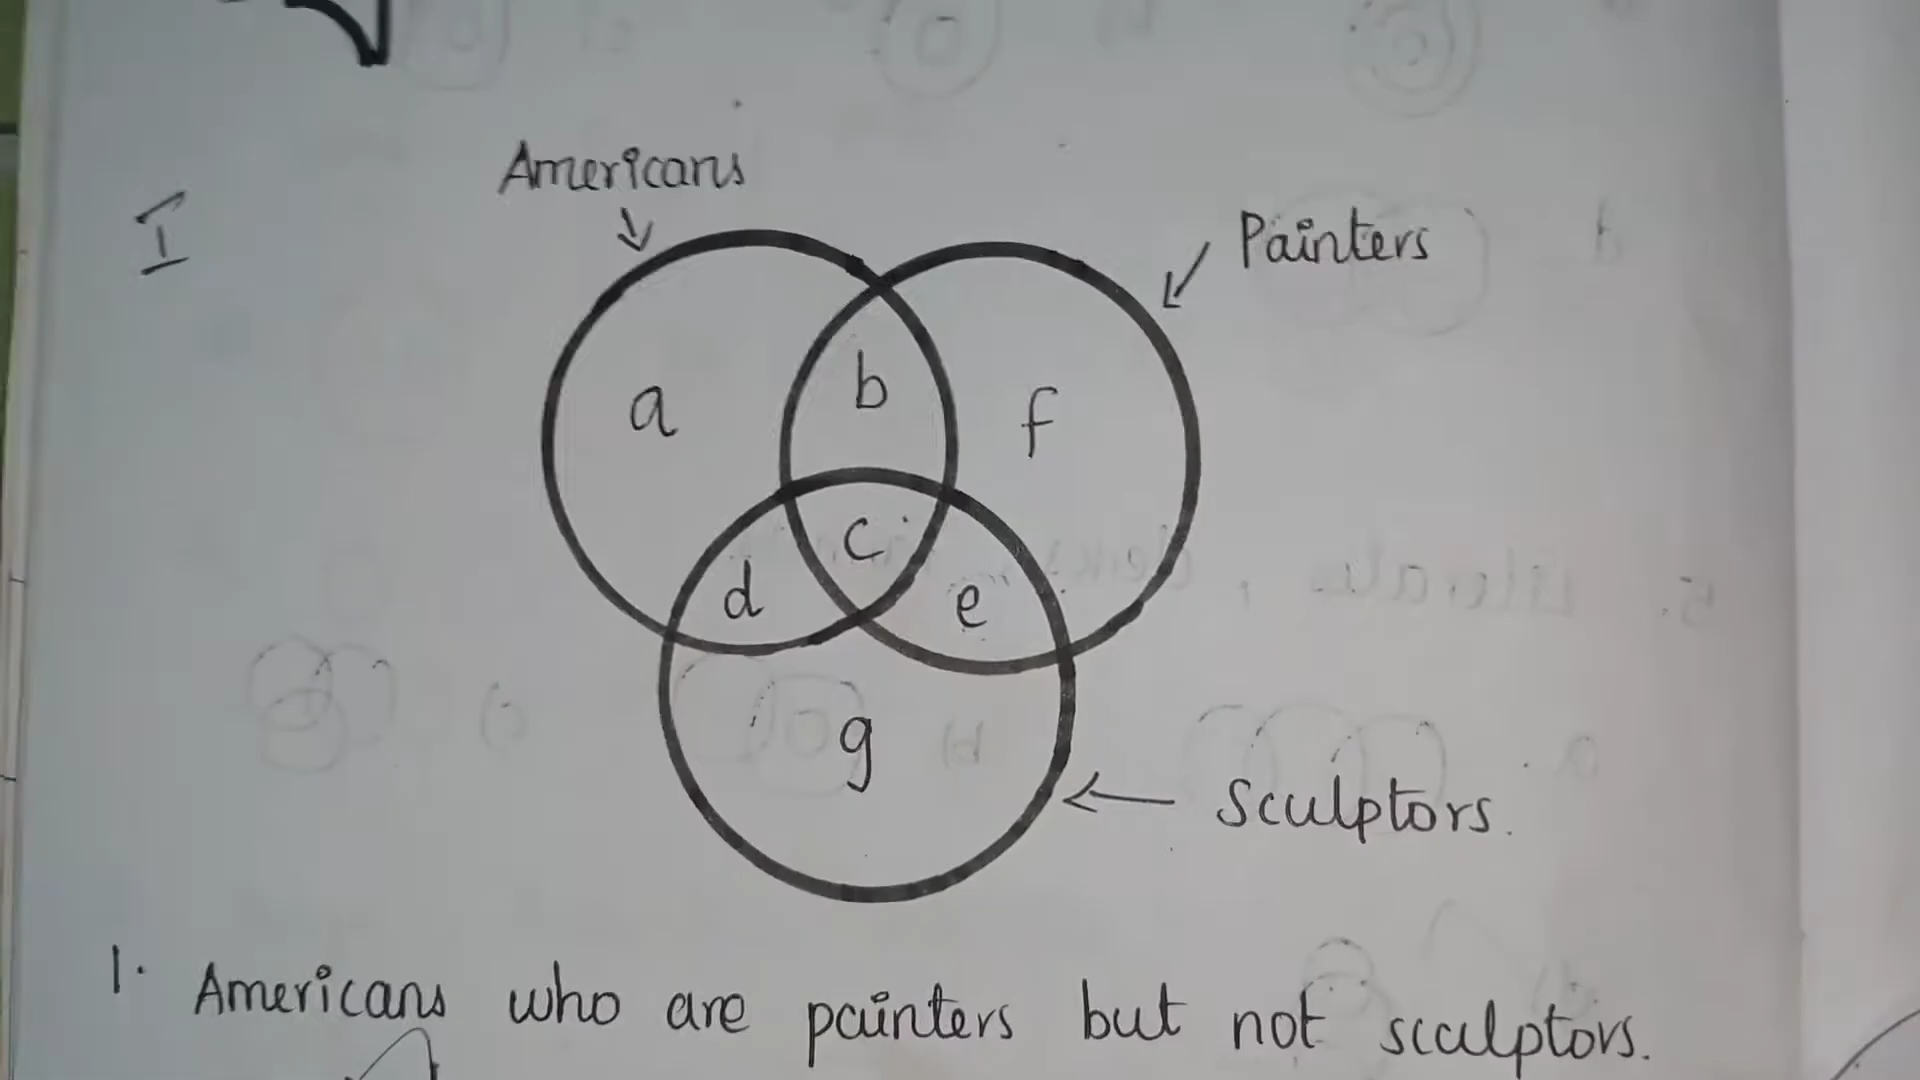 Americans
I
Painters
a
b
f
c
d
e
g
Sculptors.
1. Americans who are painters but not sculptors.